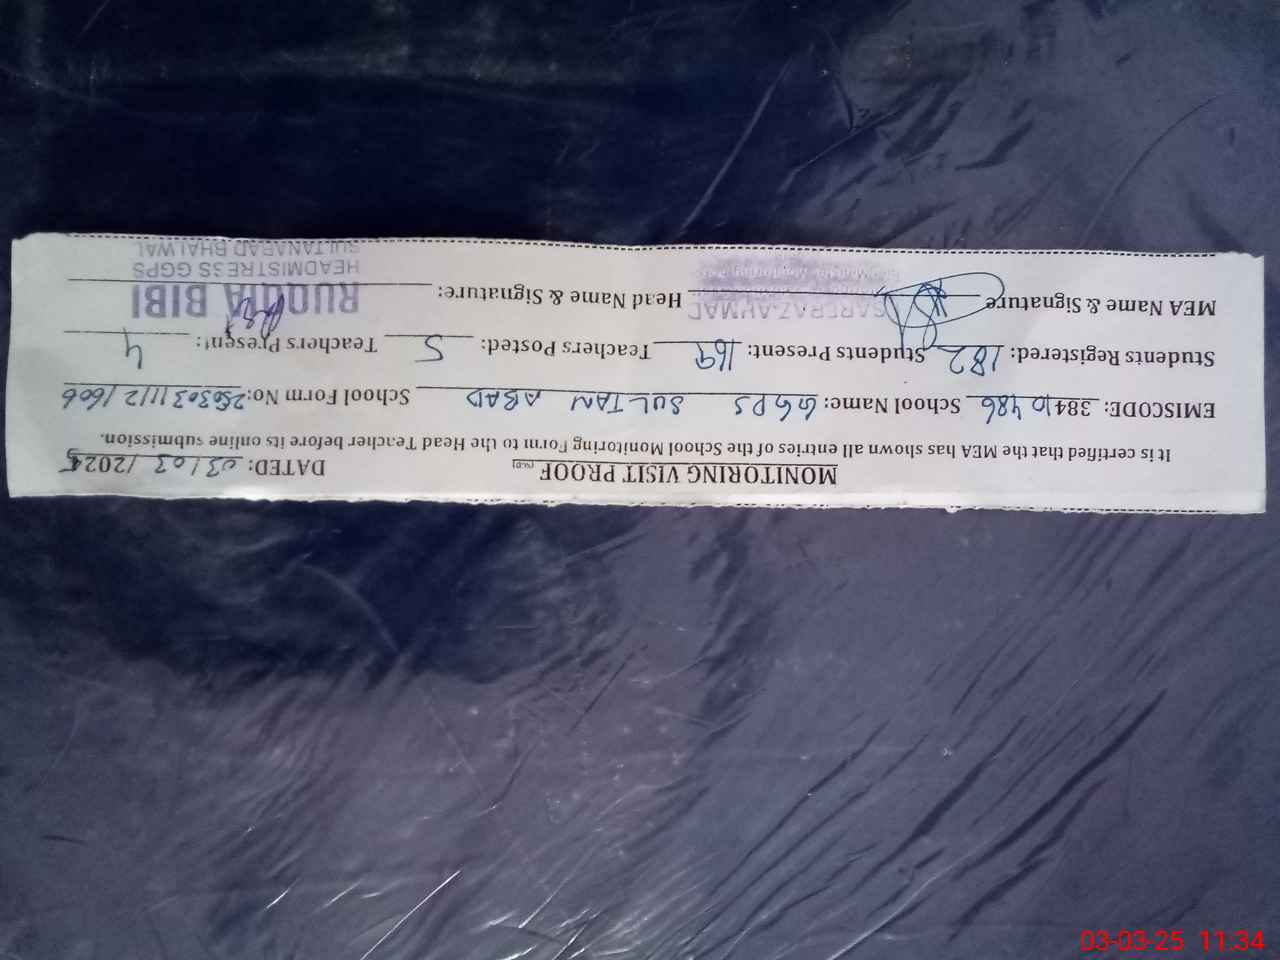 MONITORING VISIT PROOF DATED: 03/03/2025
It is certified that the MEA has shown all entries of the School Monitoring Form to the Head Teacher before its online submission.
EMISCODE: 38410486 School Name: GGPS SULTAN ABAD School Form No: 250303111211606
Students Registered: 182 Students Present: 169 Teachers Posted: 5 Teachers Present: 4
MEA Name & Signature SARFRAZ AHMAD Head Name & Signature: RUQQIA BIBI
HEADMISTRESS GGPS
SULTANABAD BHALWAL
03-03-25 11:34